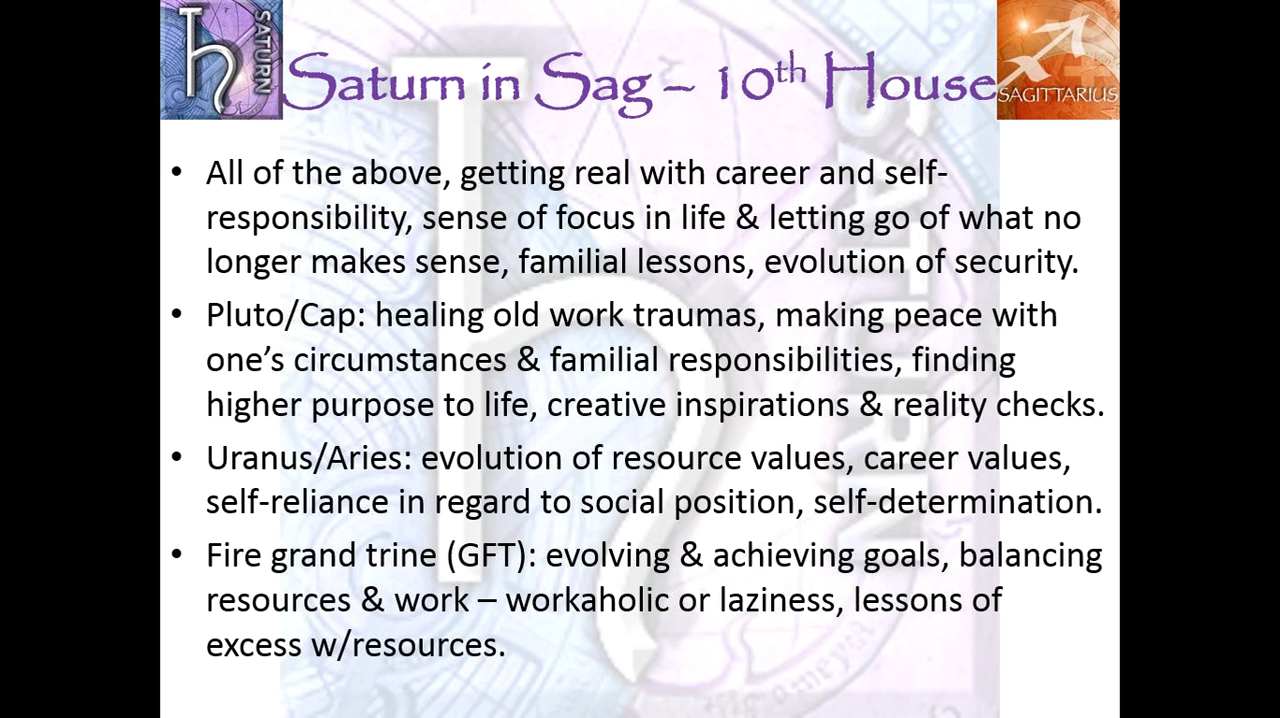 SATURN
Saturn in Sag – 10th House
SAGITTARIUS
• All of the above, getting real with career and self-
responsibility, sense of focus in life & letting go of what no
longer makes sense, familial lessons, evolution of security.
• Pluto/Cap: healing old work traumas, making peace with
one’s circumstances & familial responsibilities, finding
higher purpose to life, creative inspirations & reality checks.
• Uranus/Aries: evolution of resource values, career values,
self-reliance in regard to social position, self-determination.
• Fire grand trine (GFT): evolving & achieving goals, balancing
resources & work – workaholic or laziness, lessons of
excess w/resources.
SATURN